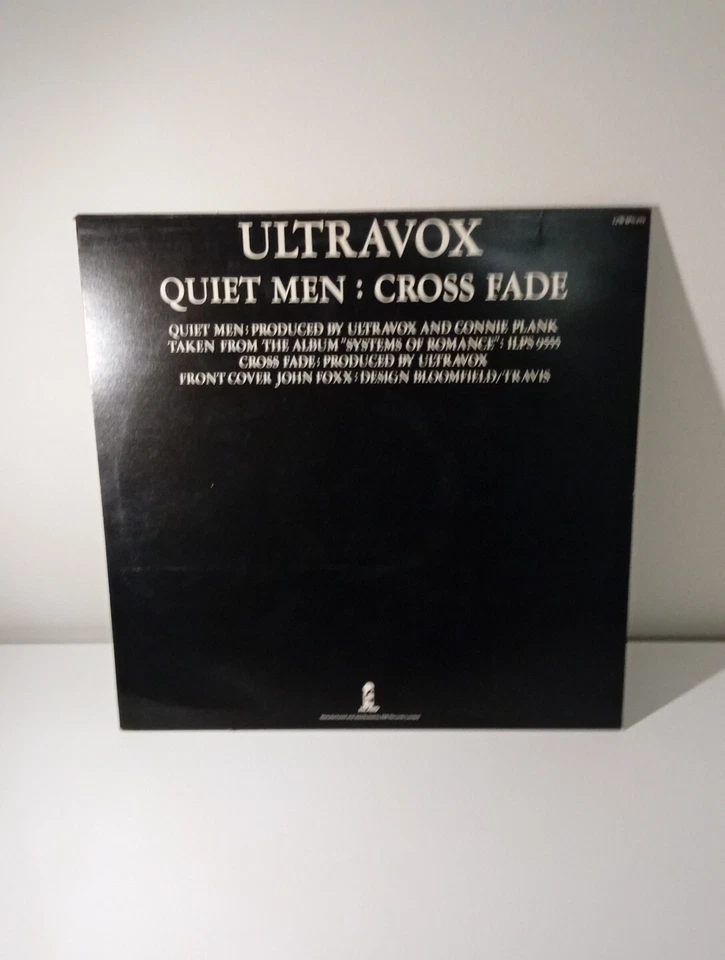 ULTRAVOX
QUIET MEN : CROSS FADE
QUIET MEN : PRODUCED BY ULTRAVOX AND CONNIE PLANK
TAKEN FROM THE ALBUM "SYSTEMS OF ROMANCE" : ILPS 9555
CROSS FADE : PRODUCED BY ULTRAVOX
FRONT COVER JOHN FOXX : DESIGN BLOOMFIELD/TRAVIS